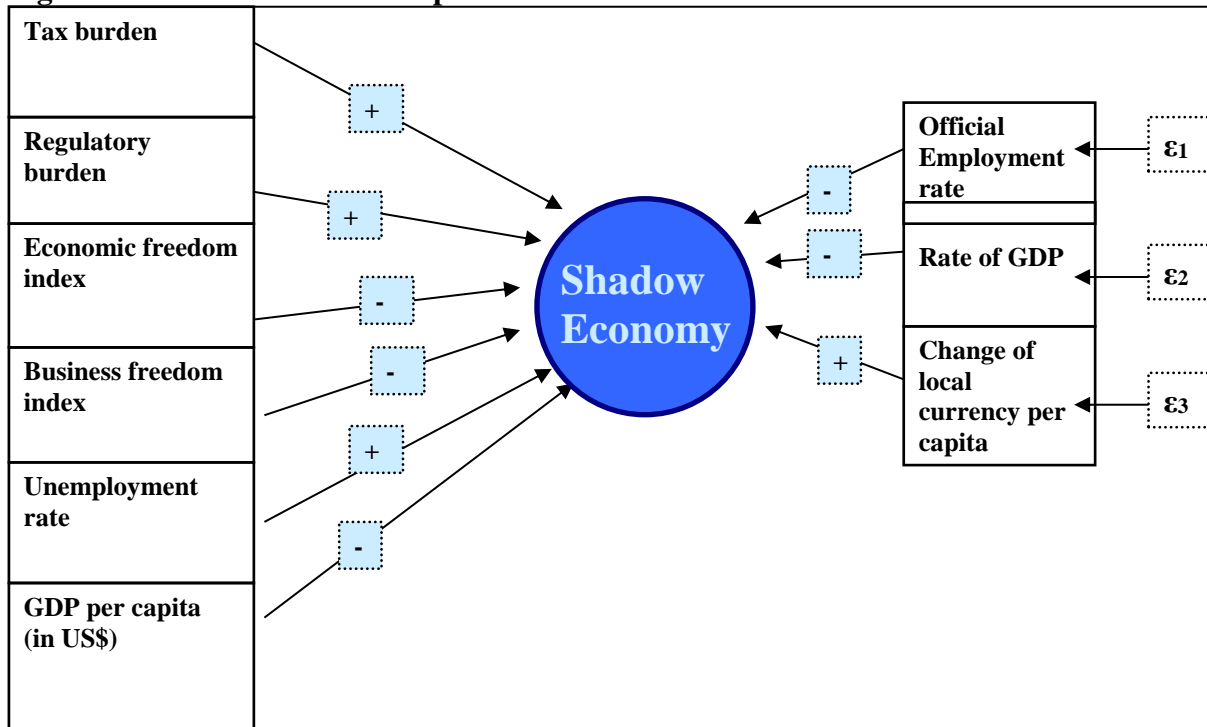 Tax burden
+
Regulatory
burden
+
Economic freedom
index
-
Business freedom
index
-
Unemployment
rate
+
GDP per capita
(in US$)
-
Shadow
Economy
Official
Employment
rate
-
ε1
Rate of GDP
-
ε2
Change of
local
currency per
capita
+
ε3